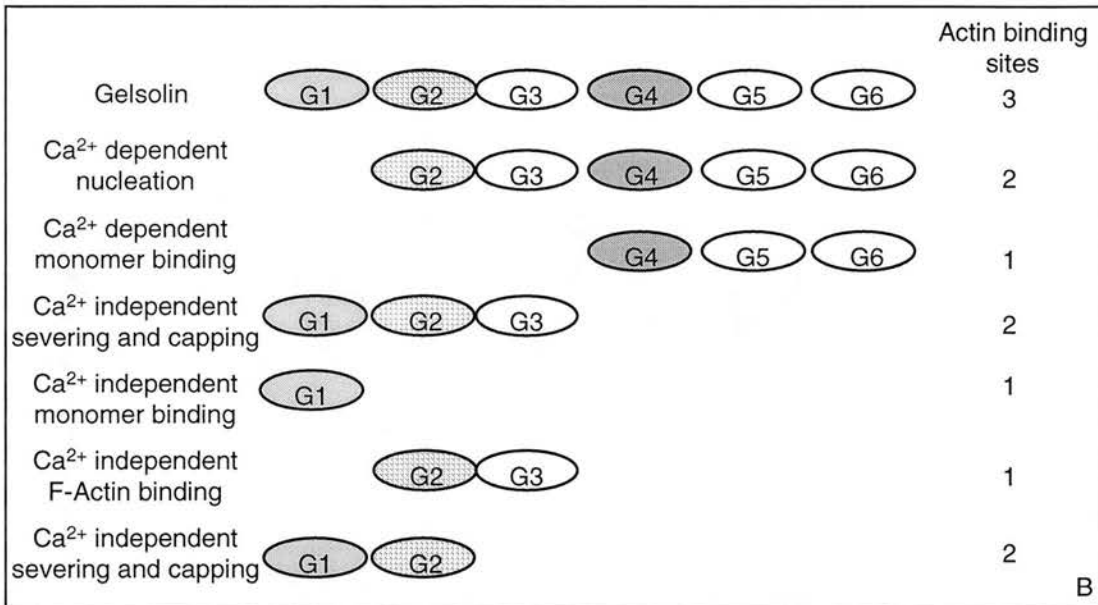 Actin binding
sites
Gelsolin G1 G2 G3 G4 G5 G6 3
Ca²⁺ dependent
nucleation G2 G3 G4 G5 G6 2
Ca²⁺ dependent
monomer binding G4 G5 G6 1
Ca²⁺ independent
severing and capping G1 G2 G3 2
Ca²⁺ independent
monomer binding G1 1
Ca²⁺ independent
F-Actin binding G2 G3 1
Ca²⁺ independent
severing and capping G1 G2 2
B